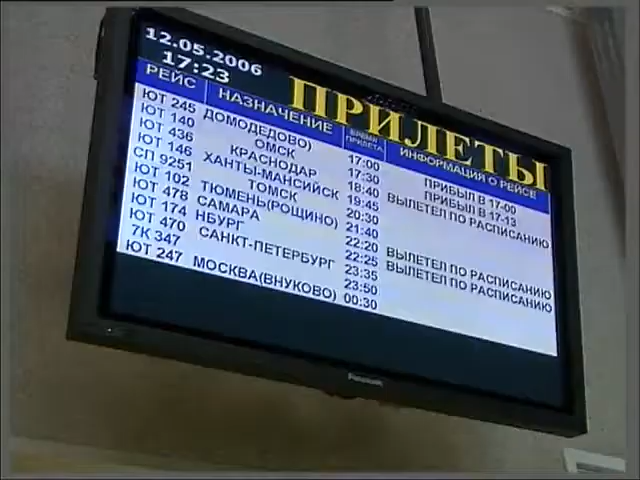 12.05.2006
17:23
ПРИЛЕТЫ
РЕЙС НАЗНАЧЕНИЕ ВРЕМЯ ПРИЛЕТА ИНФОРМАЦИЯ О РЕЙСЕ
ЮТ 245 ДОМОДЕДОВО) 17:00 ПРИБЫЛ В 17-00
ЮТ 140 ОМСК 17:30 ПРИБЫЛ В 17-13
ЮТ 436 КРАСНОДАР 18:40 ВЫЛЕТЕЛ ПО РАСПИСАНИЮ
ЮТ 146 ХАНТЫ-МАНСИЙСК 19:45
СП 9251 ТОМСК 20:30
ЮТ 102 ТЮМЕНЬ(РОЩИНО) 21:40
ЮТ 478 САМАРА 22:20 ВЫЛЕТЕЛ ПО РАСПИСАНИЮ
ЮТ 174 НБУРГ 22:25 ВЫЛЕТЕЛ ПО РАСПИСАНИЮ
ЮТ 470 САНКТ-ПЕТЕРБУРГ 23:35
7К 347 23:50
ЮТ 247 МОСКВА(ВНУКОВО) 00:30
Panasonic